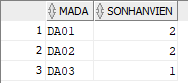 MADA SONHANVIEN
1 DA01 2
2 DA02 2
3 DA03 1